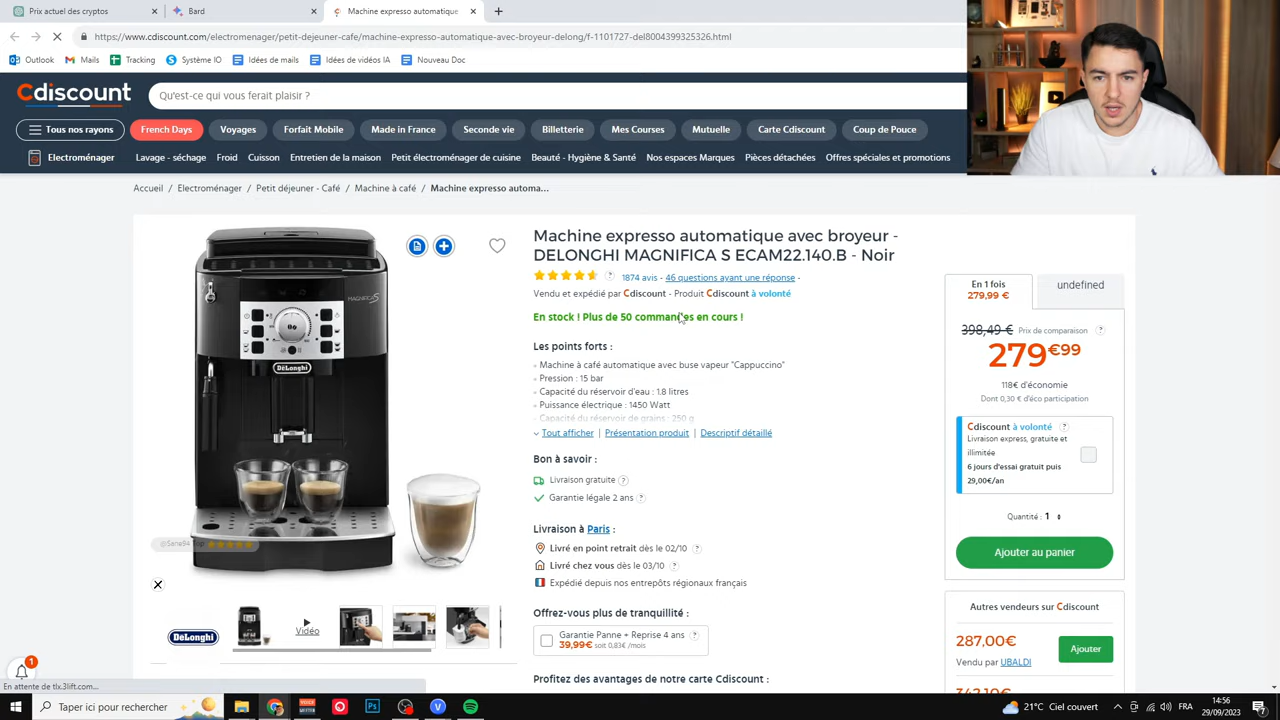 Prix actuel des cryptos
Bard
Machine expresso automatique
https://www.cdiscount.com/electromenager/petit-dejeuner-cafe/machine-expresso-automatique-avec-broyeur-delong/f-1101727-del8004399325326.html
Outlook
Mails
Tracking
Système IO
Idées de mails
Idées de vidéos IA
Nouveau Doc
Cdiscount
Qu'est-ce qui vous ferait plaisir ?
Tous nos rayons
French Days
Voyages
Forfait Mobile
Made in France
Seconde vie
Billetterie
Mes Courses
Mutuelle
Carte Cdiscount
Coup de Pouce
Electroménager
Lavage - séchage
Froid
Cuisson
Entretien de la maison
Petit électroménager de cuisine
Beauté - Hygiène & Santé
Nos espaces Marques
Pièces détachées
Offres spéciales et promotions
Accueil / Electroménager / Petit déjeuner - Café / Machine à café / Machine expresso automa...
Machine expresso automatique avec broyeur -
DELONGHI MAGNIFICA S ECAM22.140.B - Noir
1874 avis - 46 questions ayant une réponse -
Vendu et expédié par Cdiscount - Produit Cdiscount à volonté
En stock ! Plus de 50 commandes en cours !
Les points forts :
Machine à café automatique avec buse vapeur "Cappuccino"
Pression : 15 bar
Capacité du réservoir d'eau : 1.8 litres
Puissance électrique : 1450 Watt
Capacité du réservoir de grains : 250 g
Tout afficher | Présentation produit | Descriptif détaillé
Bon à savoir :
Livraison gratuite ?
Garantie légale 2 ans ?
Livraison à Paris :
Livré en point retrait dès le 02/10 ?
Livré chez vous dès le 03/10 ?
Expédié depuis nos entrepôts régionaux français
Offrez-vous plus de tranquillité :
Garantie Panne + Reprise 4 ans ?
39,99€ soit 0,83€ /mois
Profitez des avantages de notre carte Cdiscount :
En 1 fois
279,99 €
undefined
398,49 € Prix de comparaison ?
279€99
118€ d'économie
Dont 0,30 € d'éco participation
Cdiscount à volonté ?
Livraison express, gratuite et
illimitée
6 jours d'essai gratuit puis
29,00€/an
Quantité : 1
Ajouter au panier
Autres vendeurs sur Cdiscount
287,00€
Ajouter
Vendu par UBALDI
342,10€
MAGNIFICA S
DeLonghi
DeLonghi
Vidéo
1
En attente de tlx.3lift.com...
Taper ici pour rechercher
21°C Ciel couvert
FRA
14:56
29/09/2023